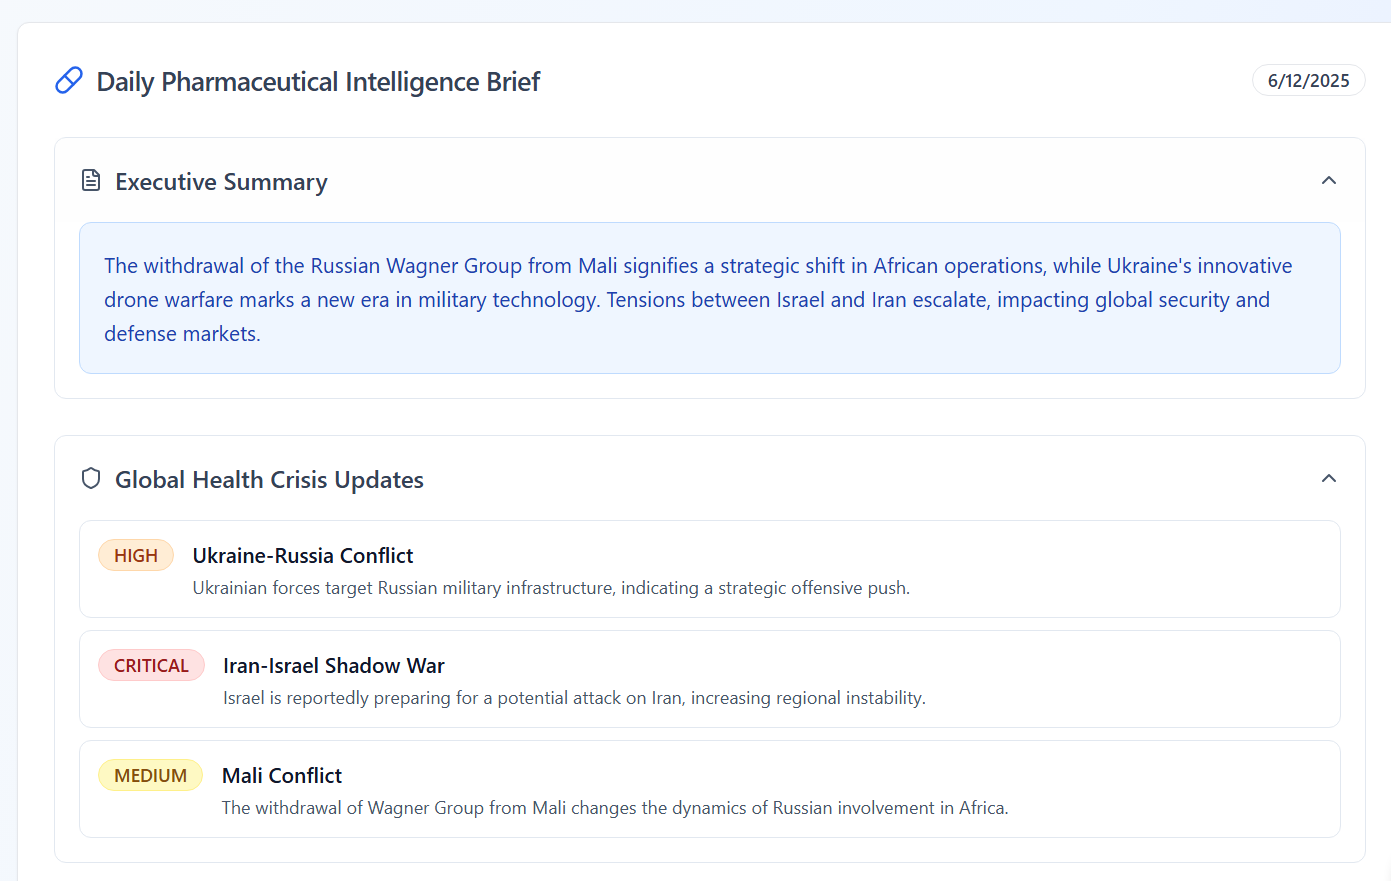 Daily Pharmaceutical Intelligence Brief
6/12/2025
Executive Summary
The withdrawal of the Russian Wagner Group from Mali signifies a strategic shift in African operations, while Ukraine's innovative
drone warfare marks a new era in military technology. Tensions between Israel and Iran escalate, impacting global security and
defense markets.
Global Health Crisis Updates
HIGH
Ukraine-Russia Conflict
Ukrainian forces target Russian military infrastructure, indicating a strategic offensive push.
CRITICAL
Iran-Israel Shadow War
Israel is reportedly preparing for a potential attack on Iran, increasing regional instability.
MEDIUM
Mali Conflict
The withdrawal of Wagner Group from Mali changes the dynamics of Russian involvement in Africa.